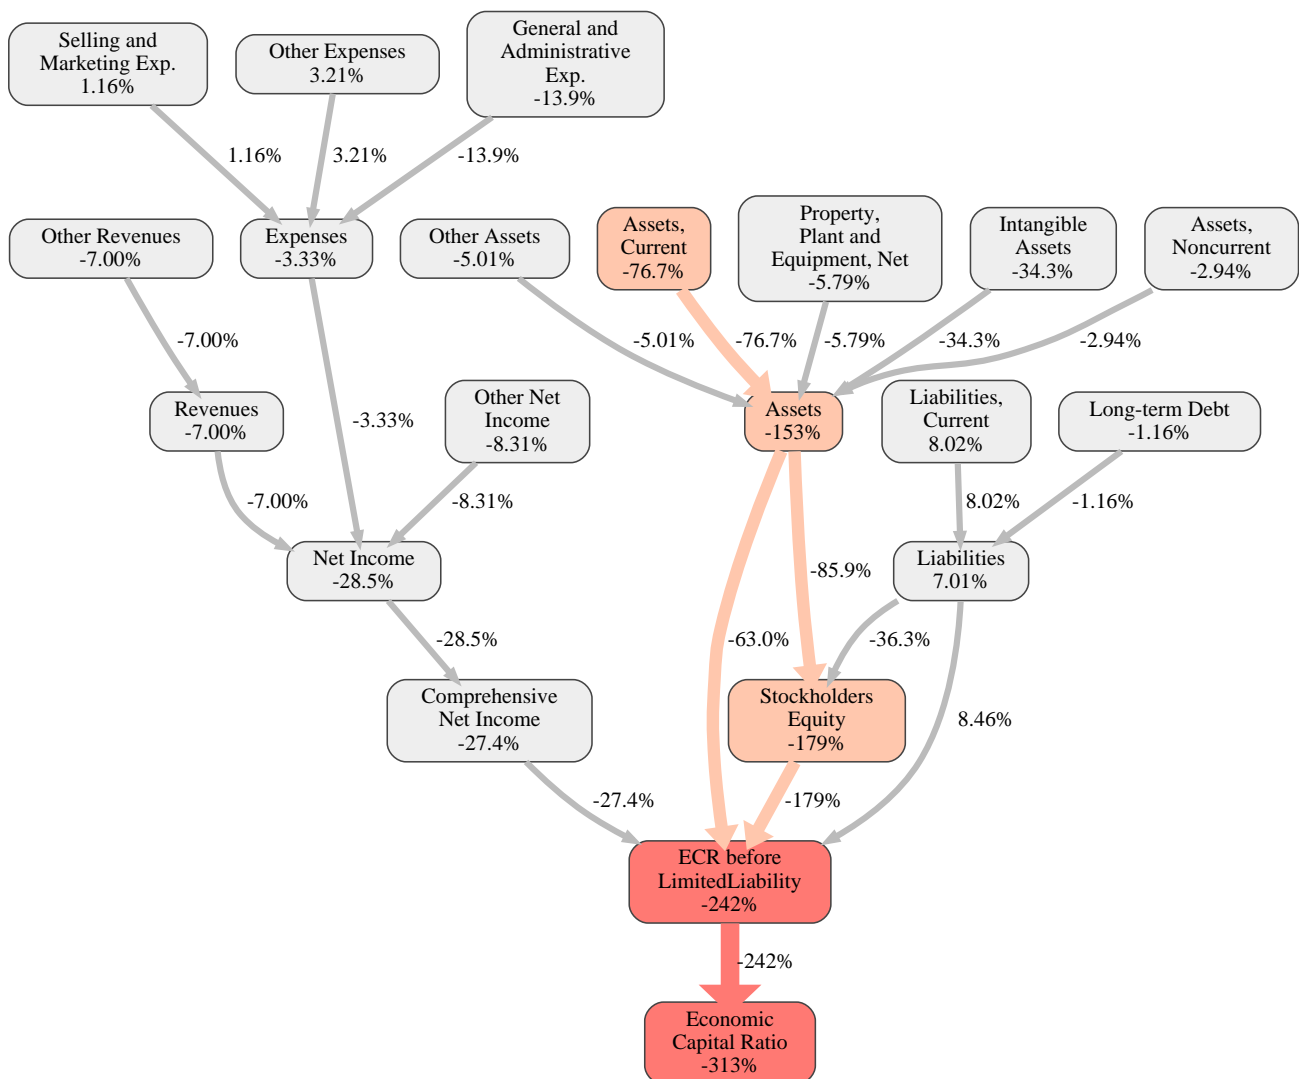 Selling and
Marketing Exp.
1.16%
Other Expenses
3.21%
General and
Administrative
Exp.
-13.9%
1.16%
3.21%
-13.9%
Other Revenues
-7.00%
Expenses
-3.33%
Other Assets
-5.01%
Assets,
Current
-76.7%
Property,
Plant and
Equipment, Net
-5.79%
Intangible
Assets
-34.3%
Assets,
Noncurrent
-2.94%
-7.00%
-5.01%
-76.7%
-5.79%
-34.3%
-2.94%
Revenues
-7.00%
-3.33%
Other Net
Income
-8.31%
Assets
-153%
Liabilities,
Current
8.02%
Long-term Debt
-1.16%
-7.00%
-8.31%
8.02%
-1.16%
Net Income
-28.5%
-85.9%
Liabilities
7.01%
-28.5%
-63.0%
-36.3%
Comprehensive
Net Income
-27.4%
Stockholders
Equity
-179%
8.46%
-27.4%
-179%
ECR before
LimitedLiability
-242%
-242%
Economic
Capital Ratio
-313%